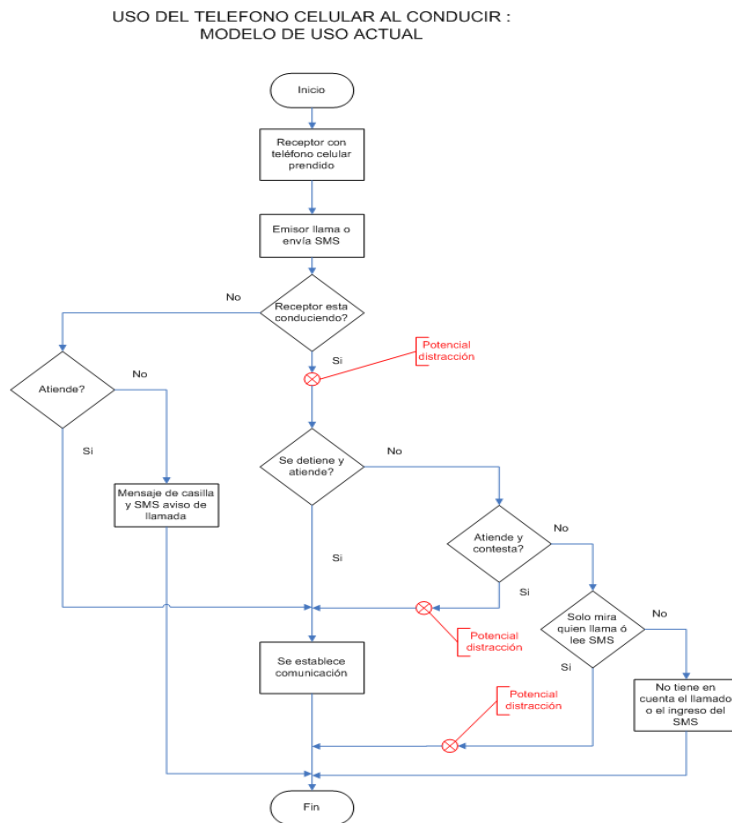 USO DEL TELEFONO CELULAR AL CONDUCIR :
MODELO DE USO ACTUAL
Inicio
Receptor con
teléfono celular
prendido
Emisor llama o
envía SMS
No
Receptor esta
conduciendo?
Si
Potencial
distracción
Atiende?
No
Si
Se detiene y
atiende?
No
Mensaje de casilla
y SMS aviso de
llamada
Atiende y
contesta?
No
Si
Si
Solo mira
quien llama ó
lee SMS
No
Potencial
distracción
Se establece
comunicación
Si
No tiene en
cuenta el llamado
o el ingreso del
SMS
Potencial
distracción
Fin